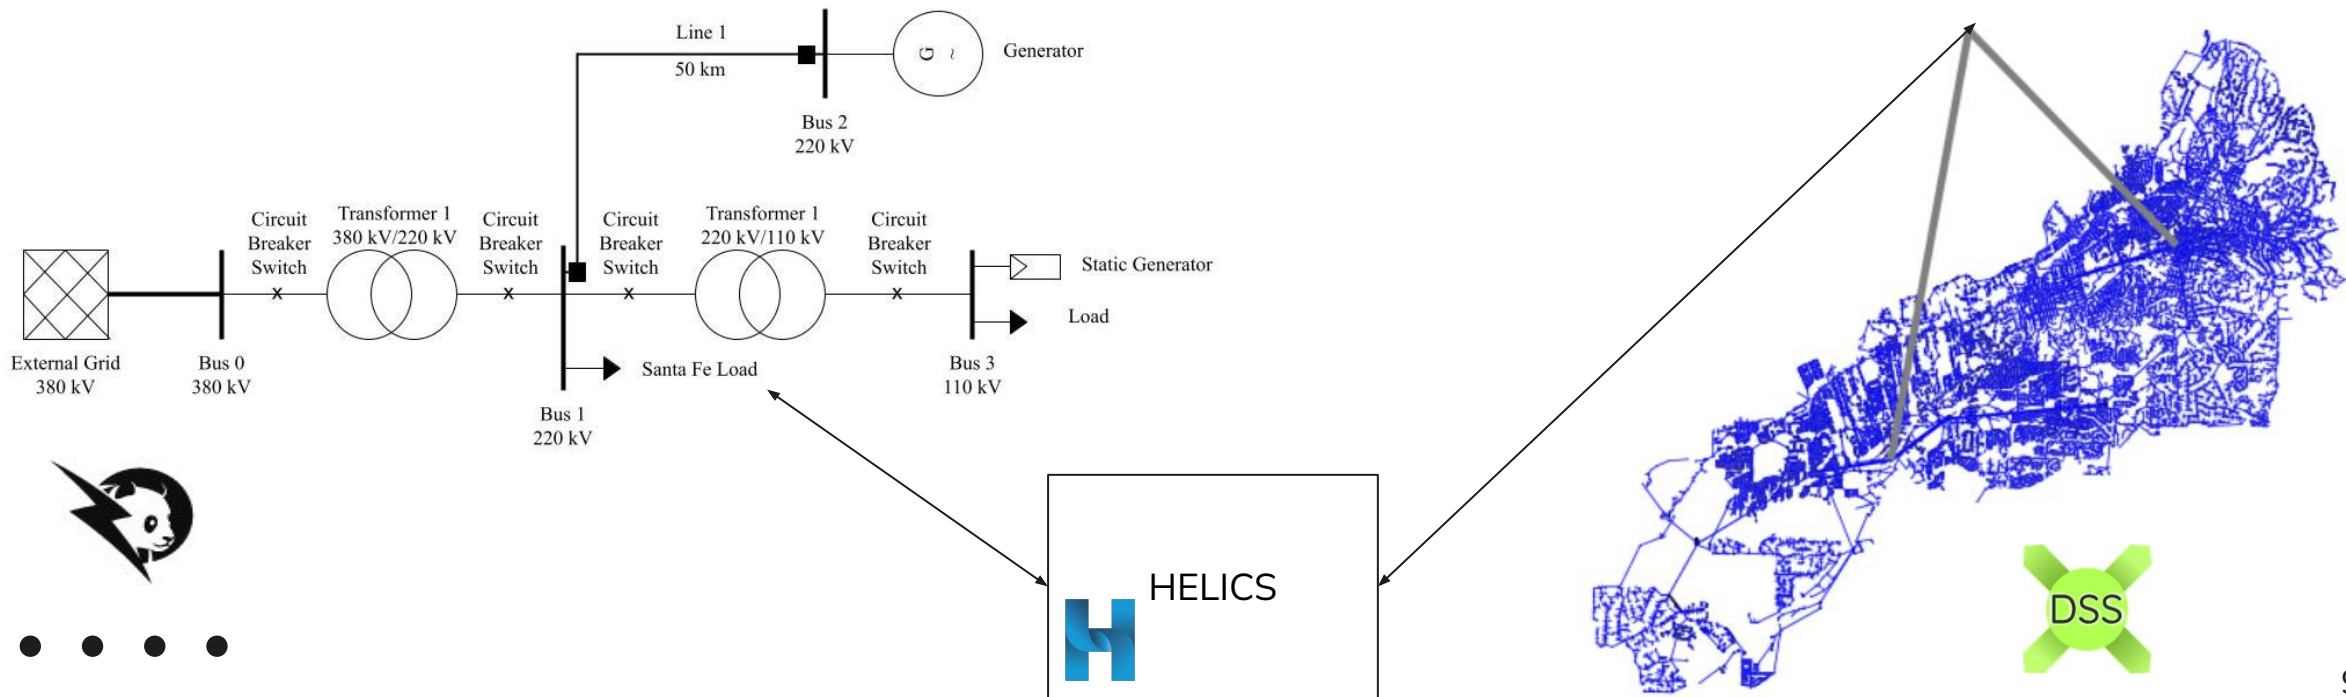 Line 1
50 km
G
~
Generator
Bus 2
220 kV
Circuit
Breaker
Switch
Transformer 1
380 kV/220 kV
Circuit
Breaker
Switch
Circuit
Breaker
Switch
Transformer 1
220 kV/110 kV
Circuit
Breaker
Switch
x
x
x
x
Static Generator
Load
External Grid
380 kV
Bus 0
380 kV
Santa Fe Load
Bus 1
220 kV
Bus 3
110 kV
HELICS
DSS